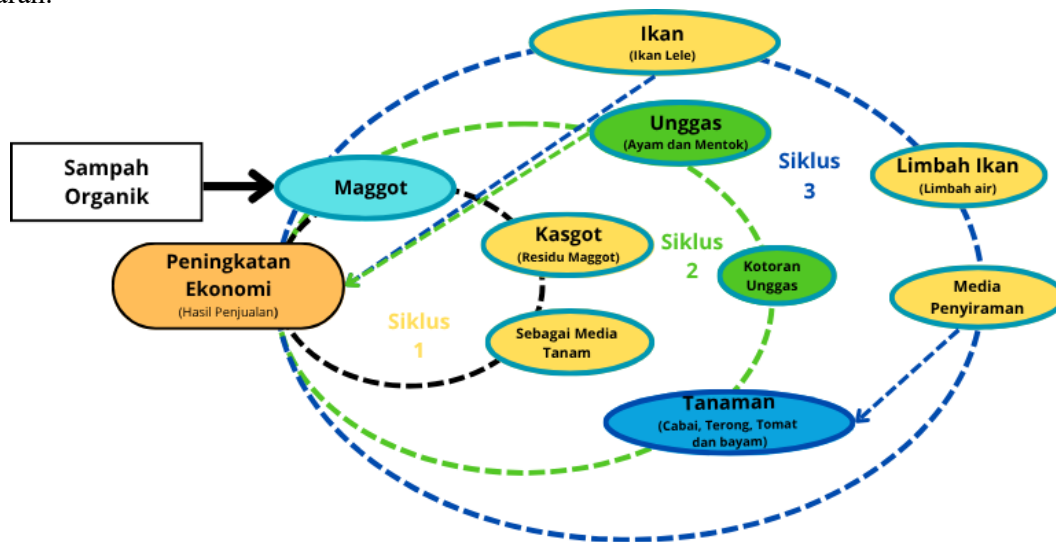 Ikan
(Ikan Lele)
Unggas
(Ayam dan Mentok)
Siklus
3
Limbah Ikan
(Limbah air)
Sampah
Organik
Maggot
Kasgot
(Residu Maggot)
Siklus
2
Kotoran
Unggas
Peningkatan
Ekonomi
(Hasil Penjualan)
Media
Penyiraman
Siklus
1
Sebagai Media
Tanam
Tanaman
(Cabai, Terong, Tomat
dan bayam)